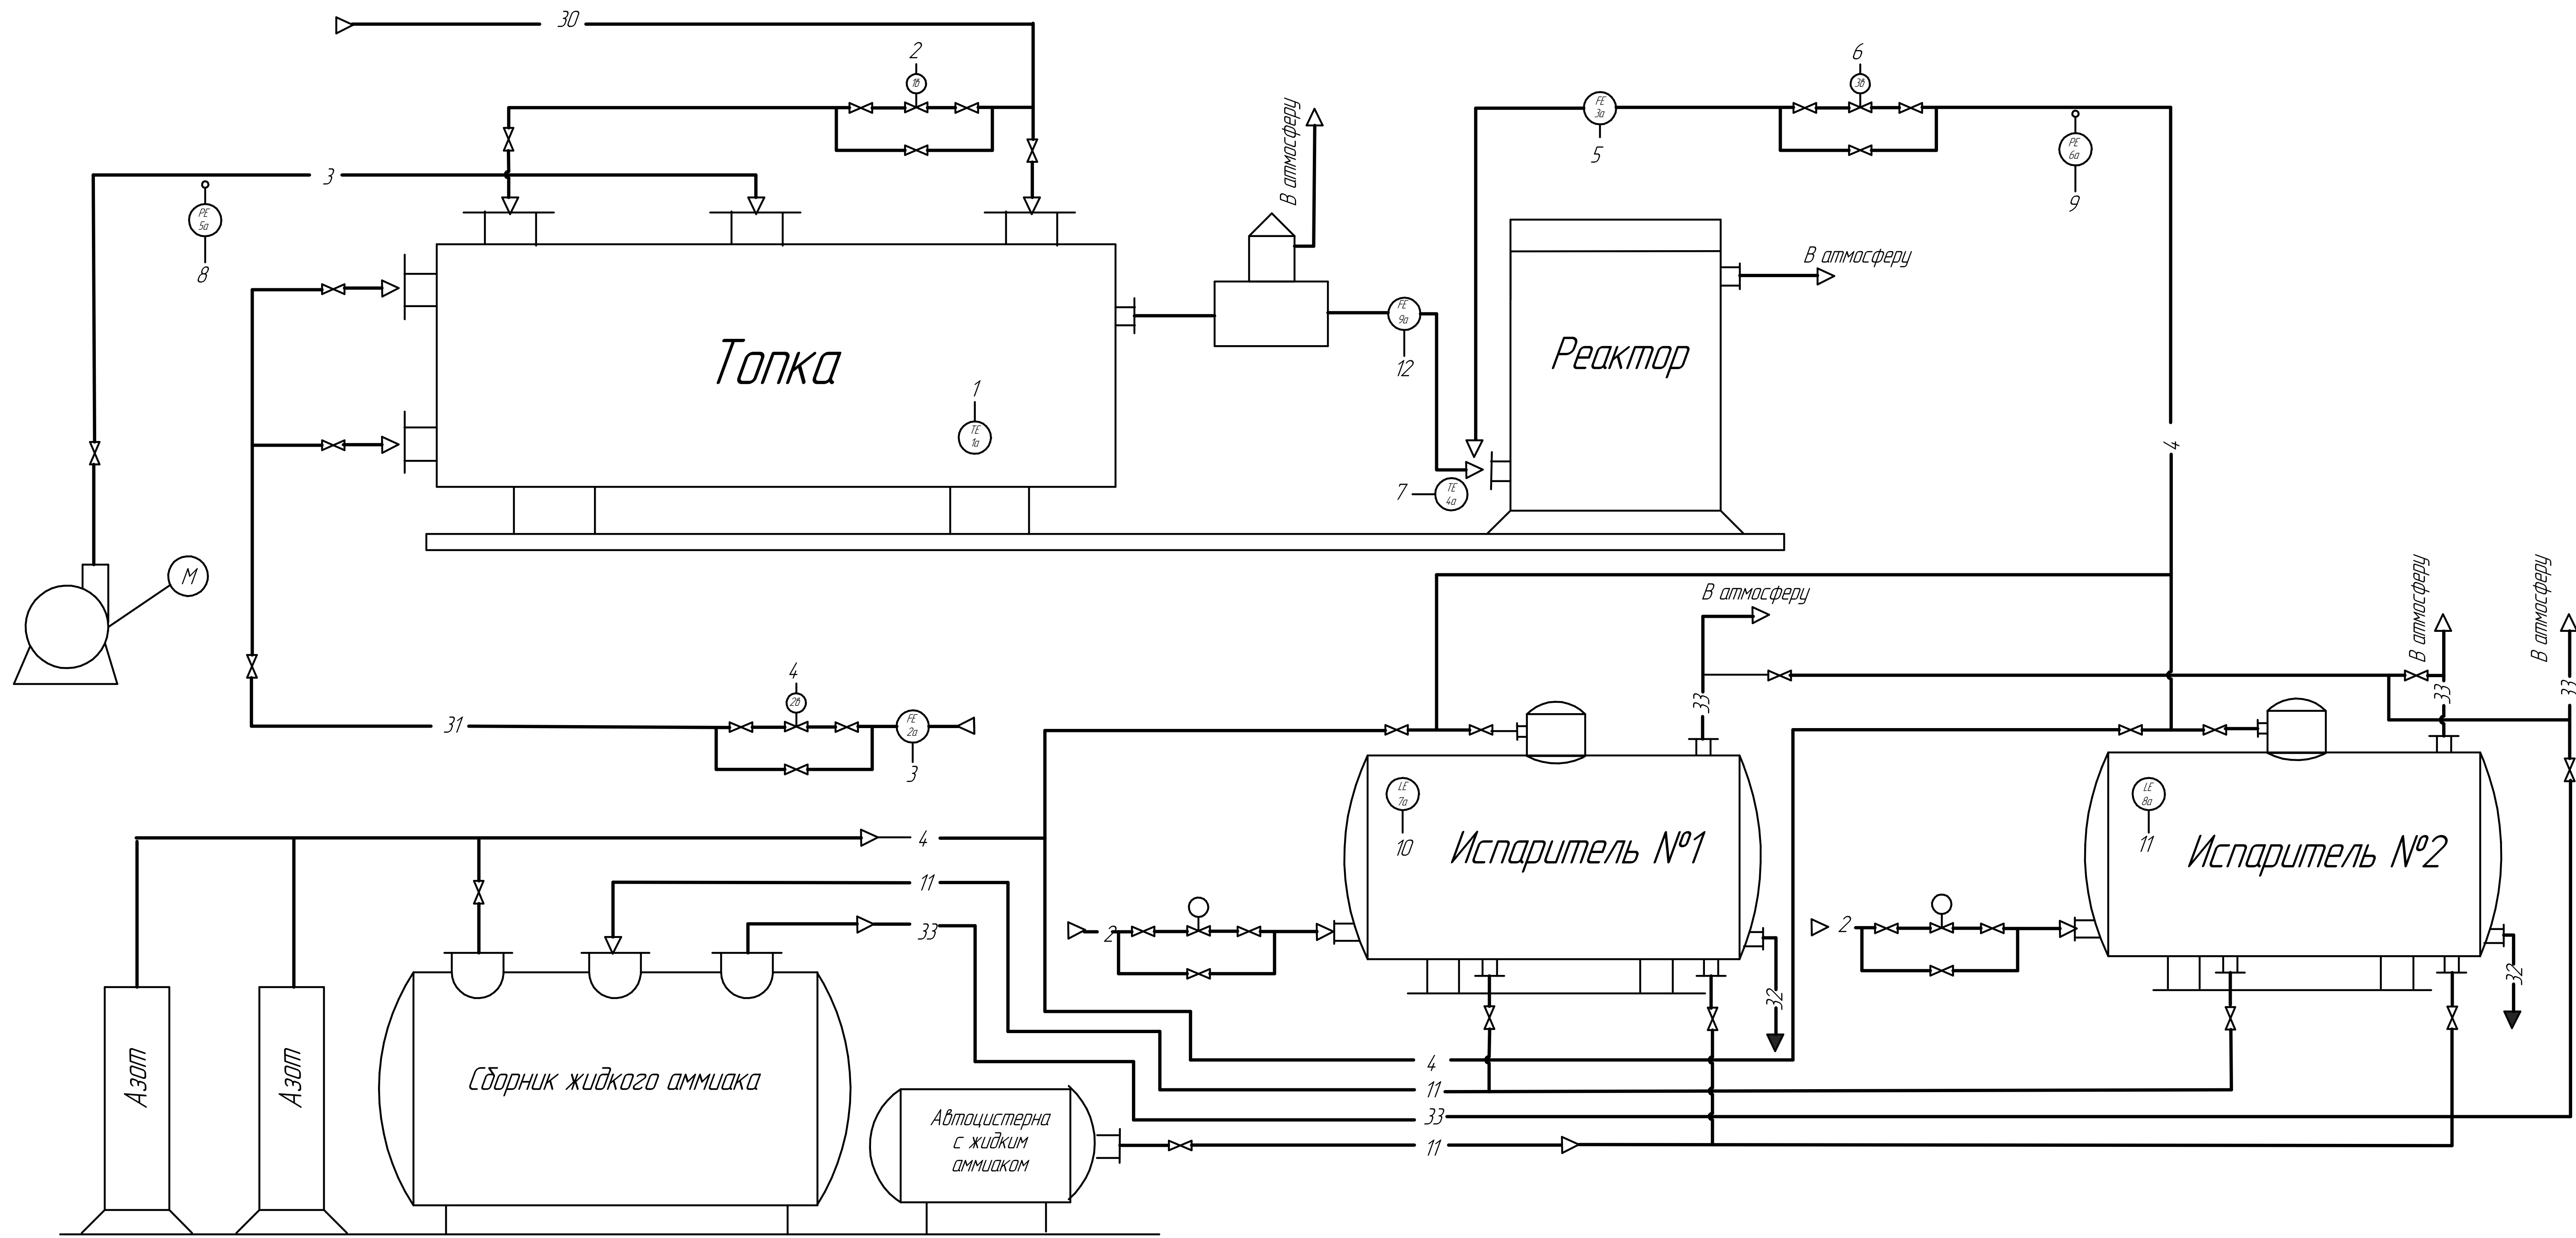 30
2
1в
6
3в
FE
3а
5
PE
6а
9
В атмосферу
3
PE
5а
8
В атмосферу
Топка
1
TE
1а
FE
9а
12
Реактор
4
7
TE
4а
М
В атмосферу
В атмосферу
В атмосферу
4
2в
31
FE
2а
3
33
33
33
LE
7а
10
Испаритель №1
LE
8а
11
Испаритель №2
4
11
33
2
2
32
32
Азот
Азот
Сборник жидкого аммиака
4
11
33
11
Автоцистерна
с жидким
аммиаком